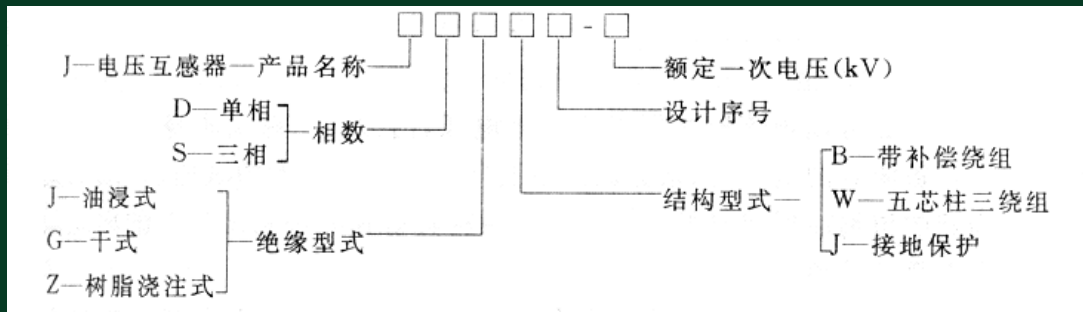 □□□□□-□
J—电压互感器—产品名称
额定一次电压(kV)
D—单相
S—三相
相数
设计序号
J—油浸式
G—干式
Z—树脂浇注式
绝缘型式
结构型式
B—带补偿绕组
W—五芯柱三绕组
J—接地保护